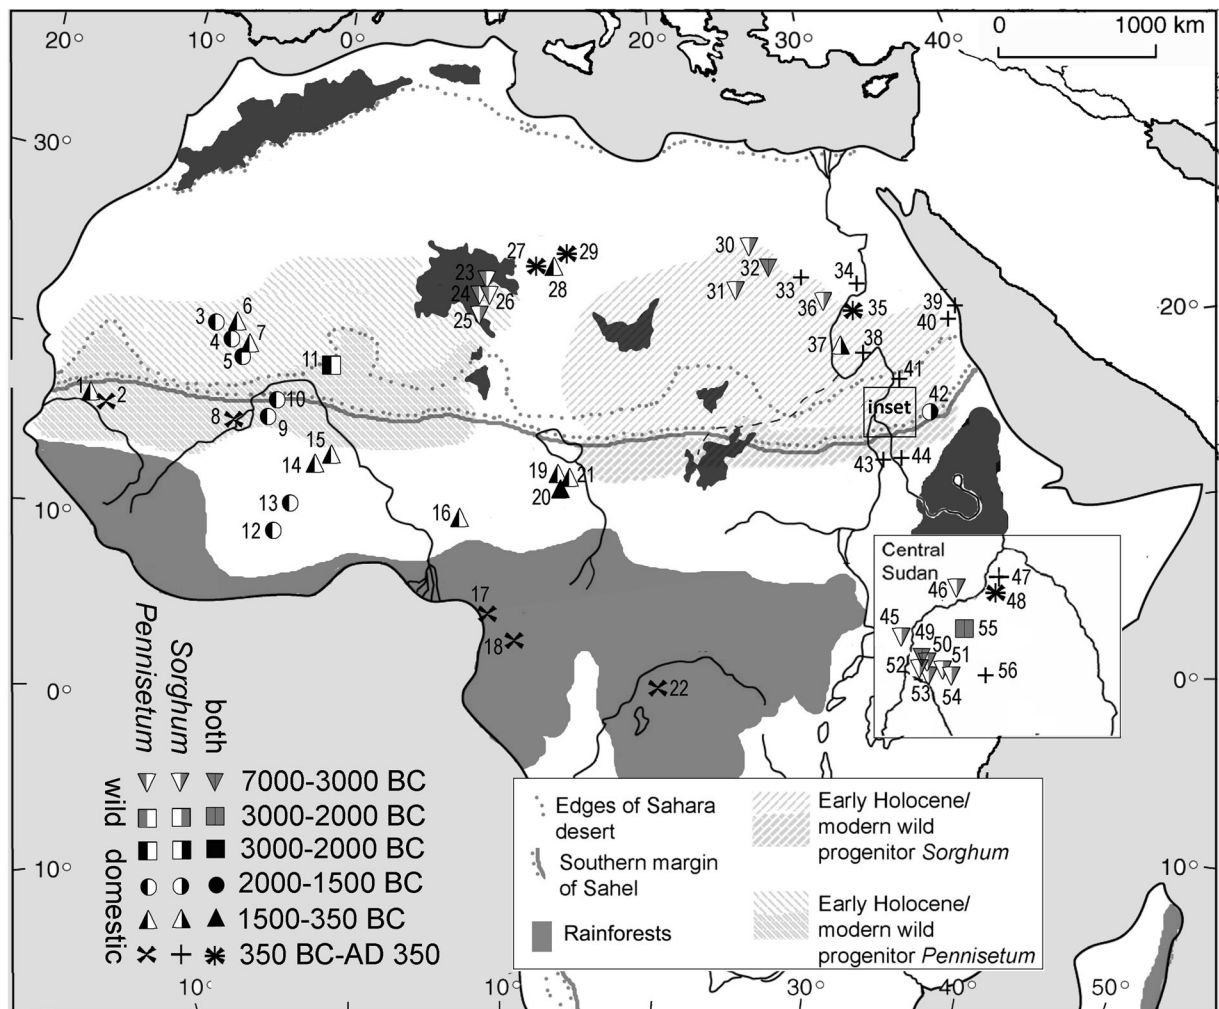 20° 10° 0° 20° 30° 40°
0 1000 km
30°
20°
10°
0°
10°
20°
10°
0°
10°
23 24 25 26
27 28 29
30 31 32 33 34 35 36 37 38
39 40 41 42 43 44
3 4 5 6 7
11
1 2
8 9 10
inset
12 13 14 15 16
19 20 21
17 18
22
Central
Sudan
45 46 47 48 49 50 51 52 53 54 55 56
Pennisetum
Sorghum
both
wild
domestic
7000-3000 BC
3000-2000 BC
3000-2000 BC
2000-1500 BC
1500-350 BC
350 BC-AD 350
Edges of Sahara
desert
Southern margin
of Sahel
Rainforests
Early Holocene/
modern wild
progenitor Sorghum
Early Holocene/
modern wild
progenitor Pennisetum
10° 10° 30° 40° 50°